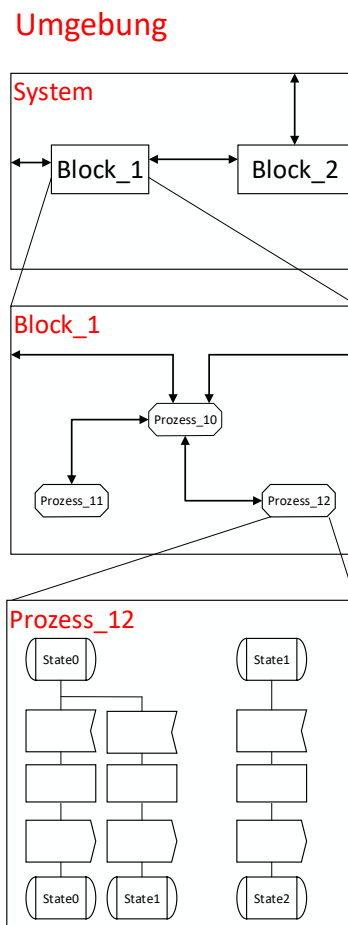 Umgebung
System
Block_1
Block_2
Block_1
Prozess_10
Prozess_11
Prozess_12
Prozess_12
State0
State1
State0
State1
State2